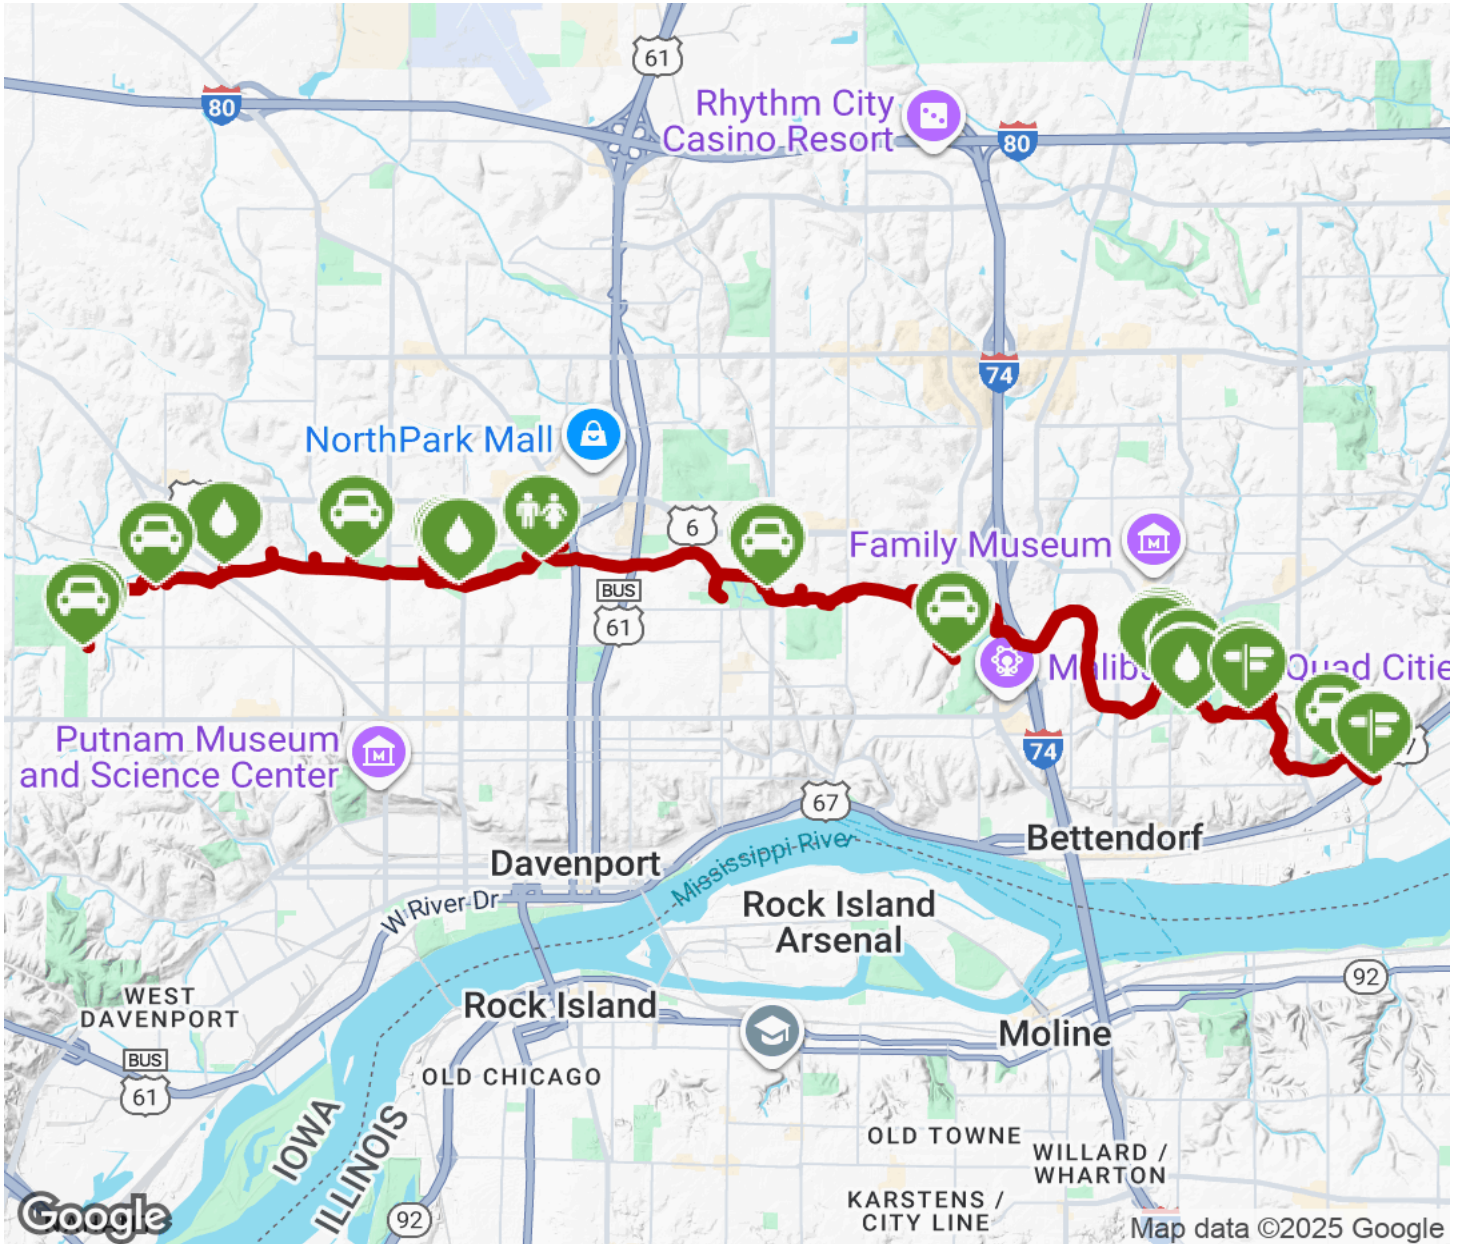 61
80
Rhythm City
Casino Resort
80
74
NorthPark Mall
6
Family Museum
BUS
61
Quad Cities
Putnam Museum
and Science Center
74
67
Bettendorf
Davenport
Mississippi River
W River Dr
Rock Island
Arsenal
92
WEST
DAVENPORT
Rock Island
Moline
BUS
61
OLD CHICAGO
IOWA
ILLINOIS
OLD TOWNE
WILLARD /
WHARTON
KARSTENS /
CITY LINE
92
Google
Map data ©2025 Google